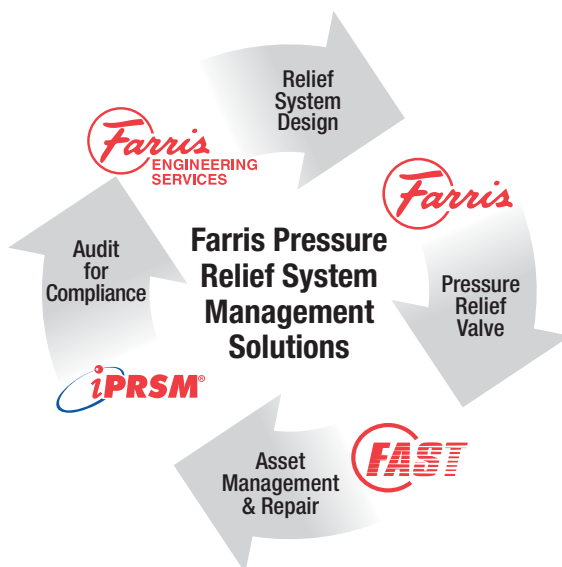 Relief
System
Design
Farris
ENGINEERING
SERVICES
Farris
Audit
for
Compliance
Farris Pressure
Relief System
Management
Solutions
Pressure
Relief
Valve
iPRSM®
FAST
Asset
Management
& Repair